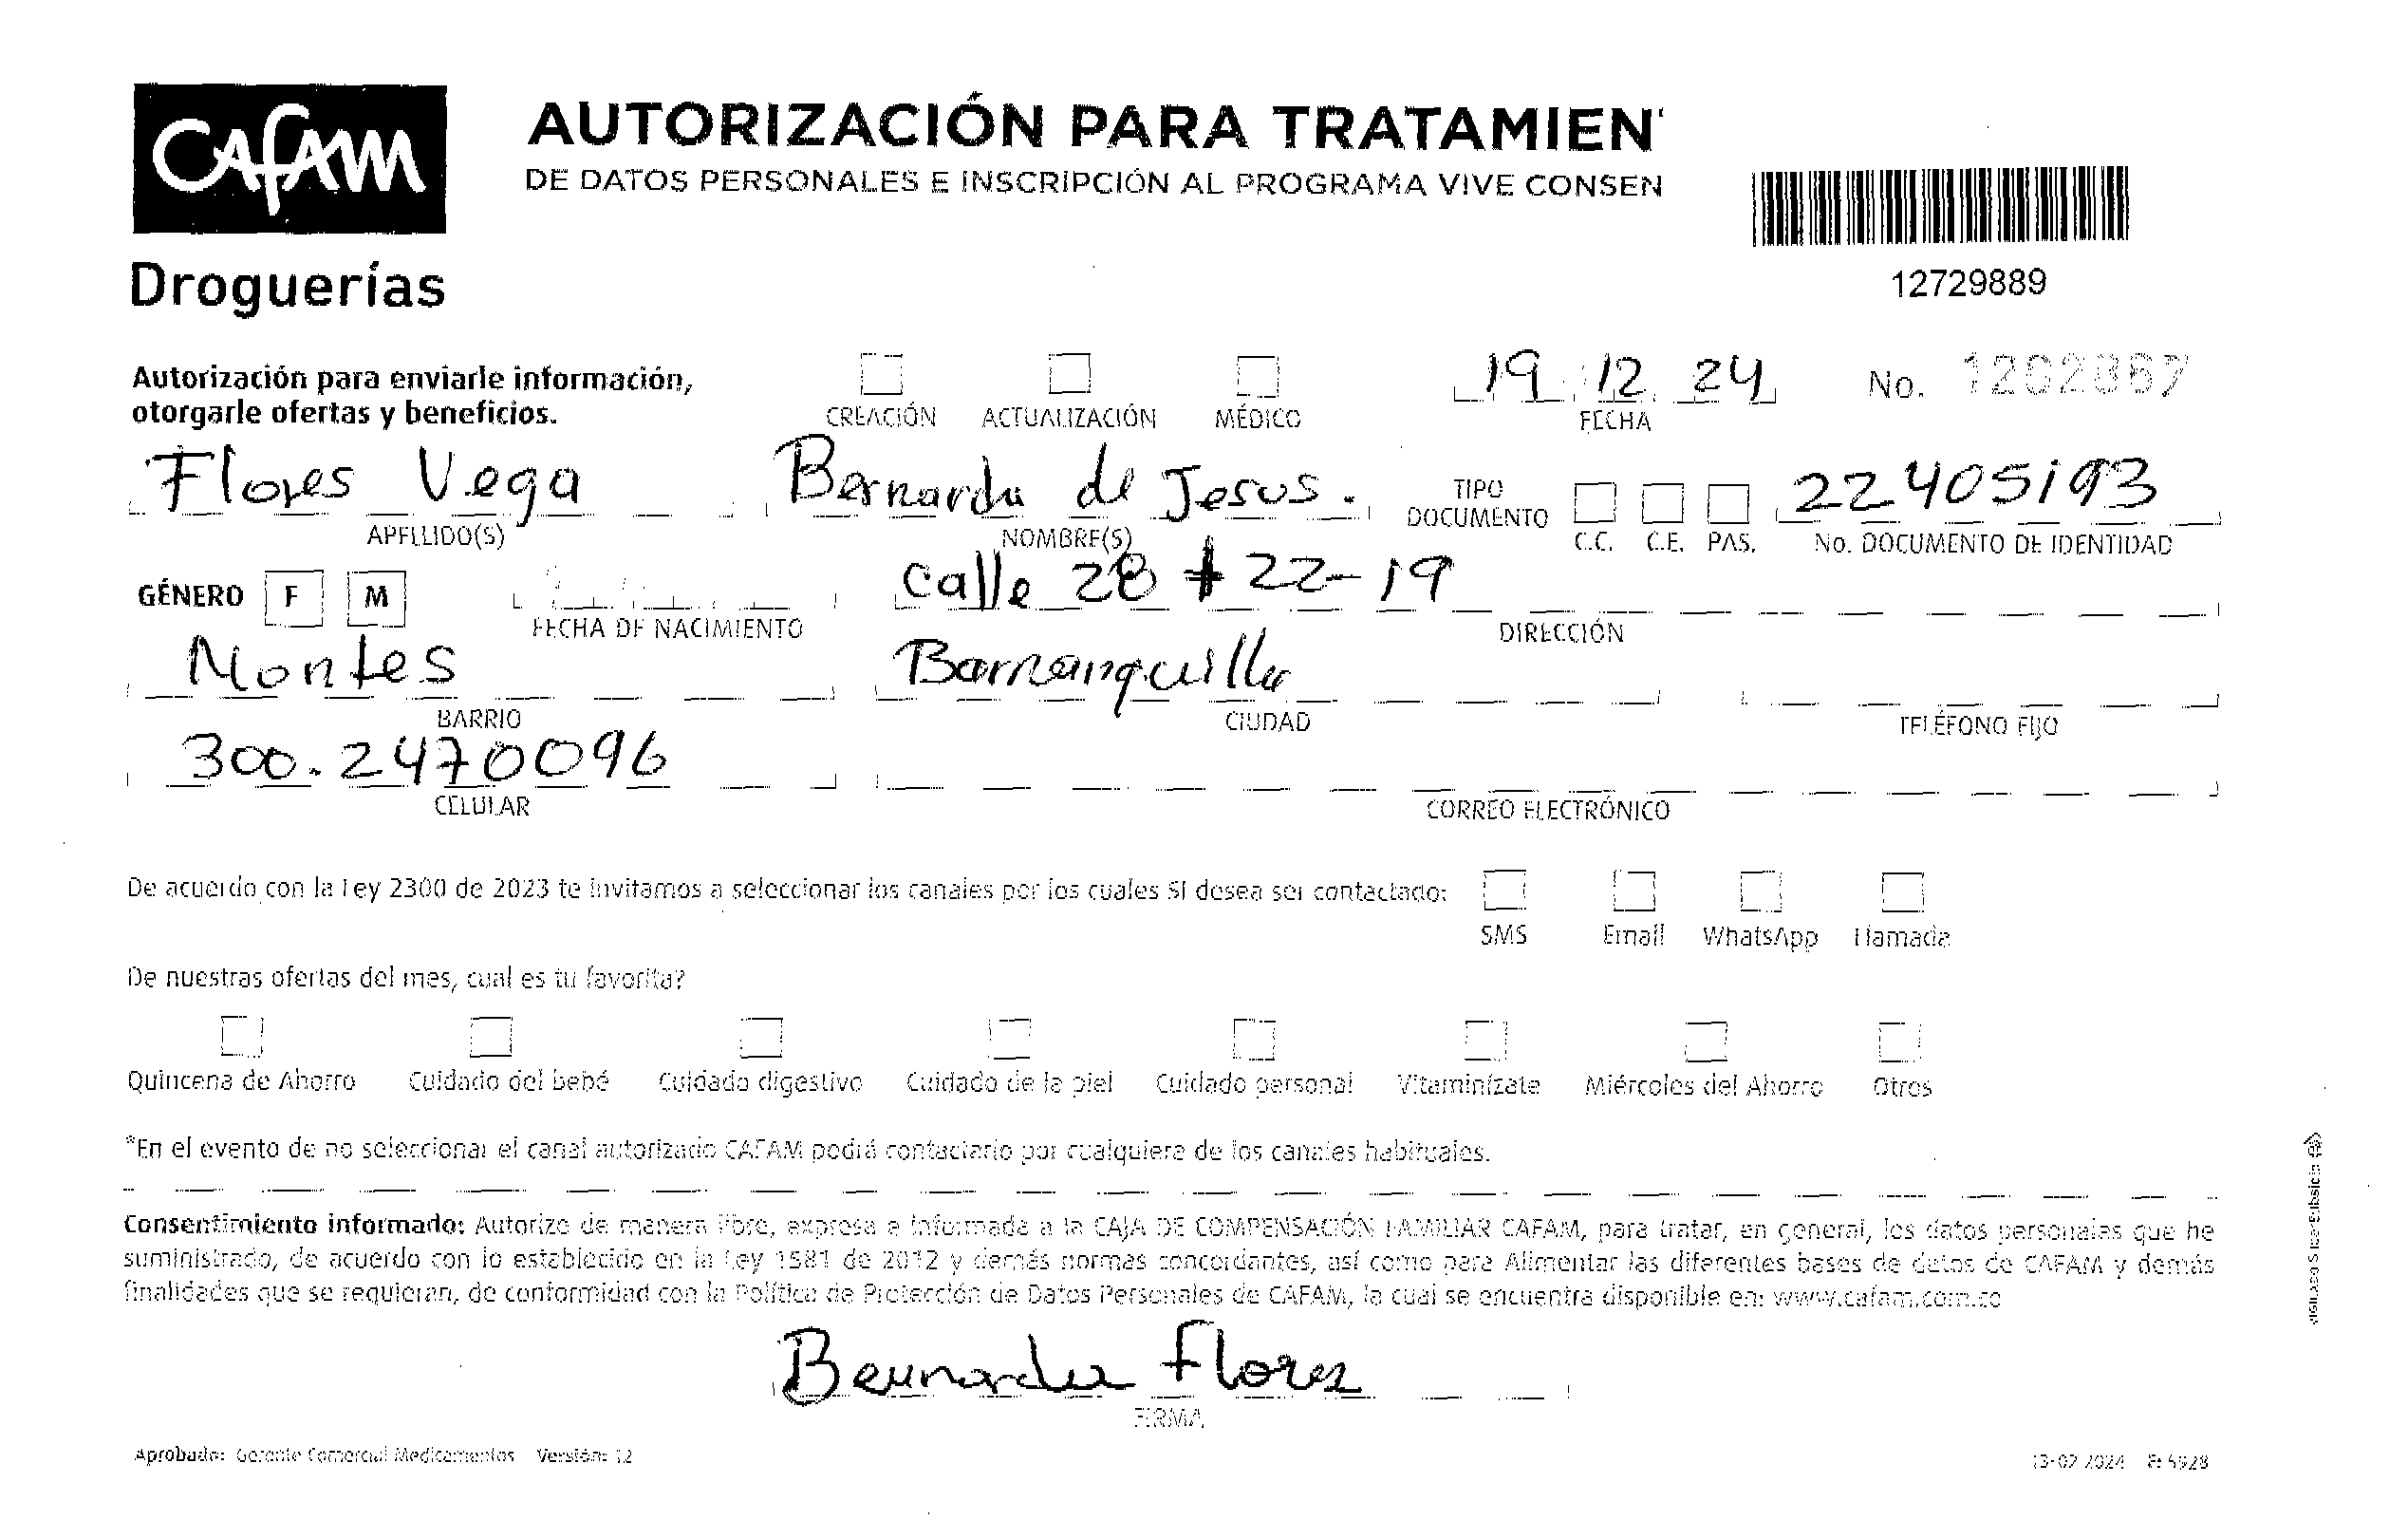 CAFAM
Droguerías
AUTORIZACIÓN PARA TRATAMIEN
DE DATOS PERSONALES E INSCRIPCIÓN AL PROGRAMA VIVE CONSEN
12729889
Autorización para enviarle información,
otorgarle ofertas y beneficios.
CREACIÓN ACTUALIZACIÓN MÉDICO
19 12 24
FECHA
No. 1202867
Flores Vega
APELLIDO(S)
Bernarda de Jesus.
NOMBRE(S)
TIPO
DOCUMENTO
C.C. C.E. PAS.
22405193
No. DOCUMENTO DE IDENTIDAD
GÉNERO F M
FECHA DE NACIMIENTO
Calle 28 # 22-19
DIRECCIÓN
Montes
BARRIO
Barranquilla
CIUDAD
TELÉFONO FIJO
300.2470096
CELULAR
CORREO ELECTRÓNICO
De acuerdo con la Ley 2300 de 2023 te invitamos a seleccionar los canales por los cuales SI desea ser contactado:
SMS Email WhatsApp Llamada
De nuestras ofertas del mes, cual es tu favorita?
Quincena de Ahorro Cuidado del bebé Cuidado digestivo Cuidado de la piel Cuidado personal Vitaminízate Miércoles del Ahorro Otros
*En el evento de no seleccionar el canal autorizado CAFAM podrá contactarlo por cualquiera de los canales habituales.
Consentimiento informado: Autorizo de manera libre, expresa e informada a la CAJA DE COMPENSACIÓN FAMILIAR CAFAM, para tratar, en general, los datos personales que he
suministrado, de acuerdo con lo establecido en la Ley 1581 de 2012 y demás normas concordantes, así como para Alimentar las diferentes bases de datos de CAFAM y demás
finalidades que se requieran, de conformidad con la Política de Protección de Datos Personales de CAFAM, la cual se encuentra disponible en: www.cafam.com.co
Bernarda Flores
FIRMA
Aprobado: Gerente Comercial Medicamentos Versión: 12
13-02-2024